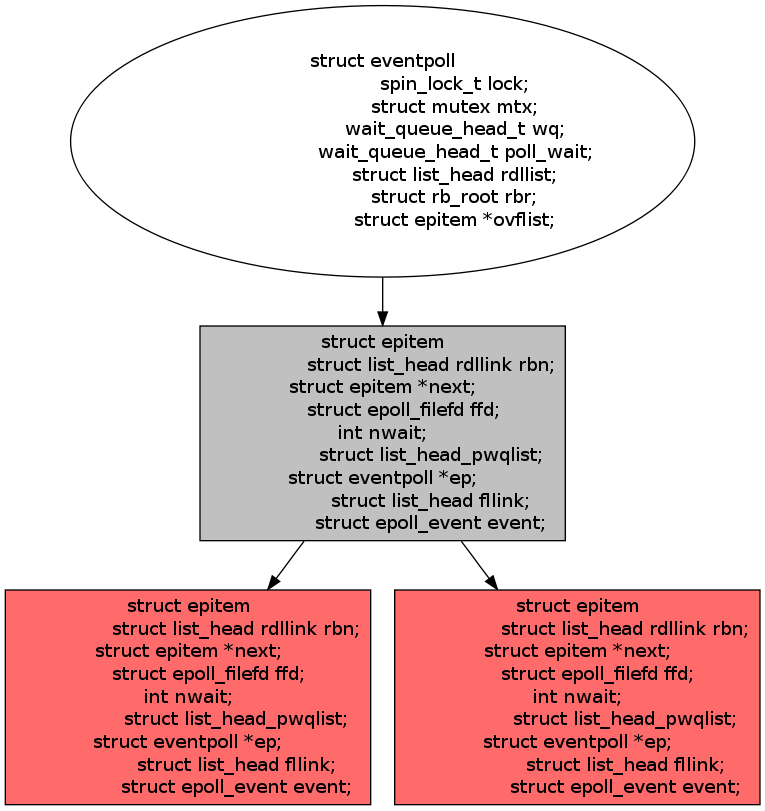 struct eventpoll
spin_lock_t lock;
struct mutex mtx;
wait_queue_head_t wq;
wait_queue_head_t poll_wait;
struct list_head rdllist;
struct rb_root rbr;
struct epitem *ovflist;
struct epitem
struct list_head rdllink rbn;
struct epitem *next;
struct epoll_filefd ffd;
int nwait;
struct list_head_pwqlist;
struct eventpoll *ep;
struct list_head fllink;
struct epoll_event event;
struct epitem
struct list_head rdllink rbn;
struct epitem *next;
struct epoll_filefd ffd;
int nwait;
struct list_head_pwqlist;
struct eventpoll *ep;
struct list_head fllink;
struct epoll_event event;
struct epitem
struct list_head rdllink rbn;
struct epitem *next;
struct epoll_filefd ffd;
int nwait;
struct list_head_pwqlist;
struct eventpoll *ep;
struct list_head fllink;
struct epoll_event event;